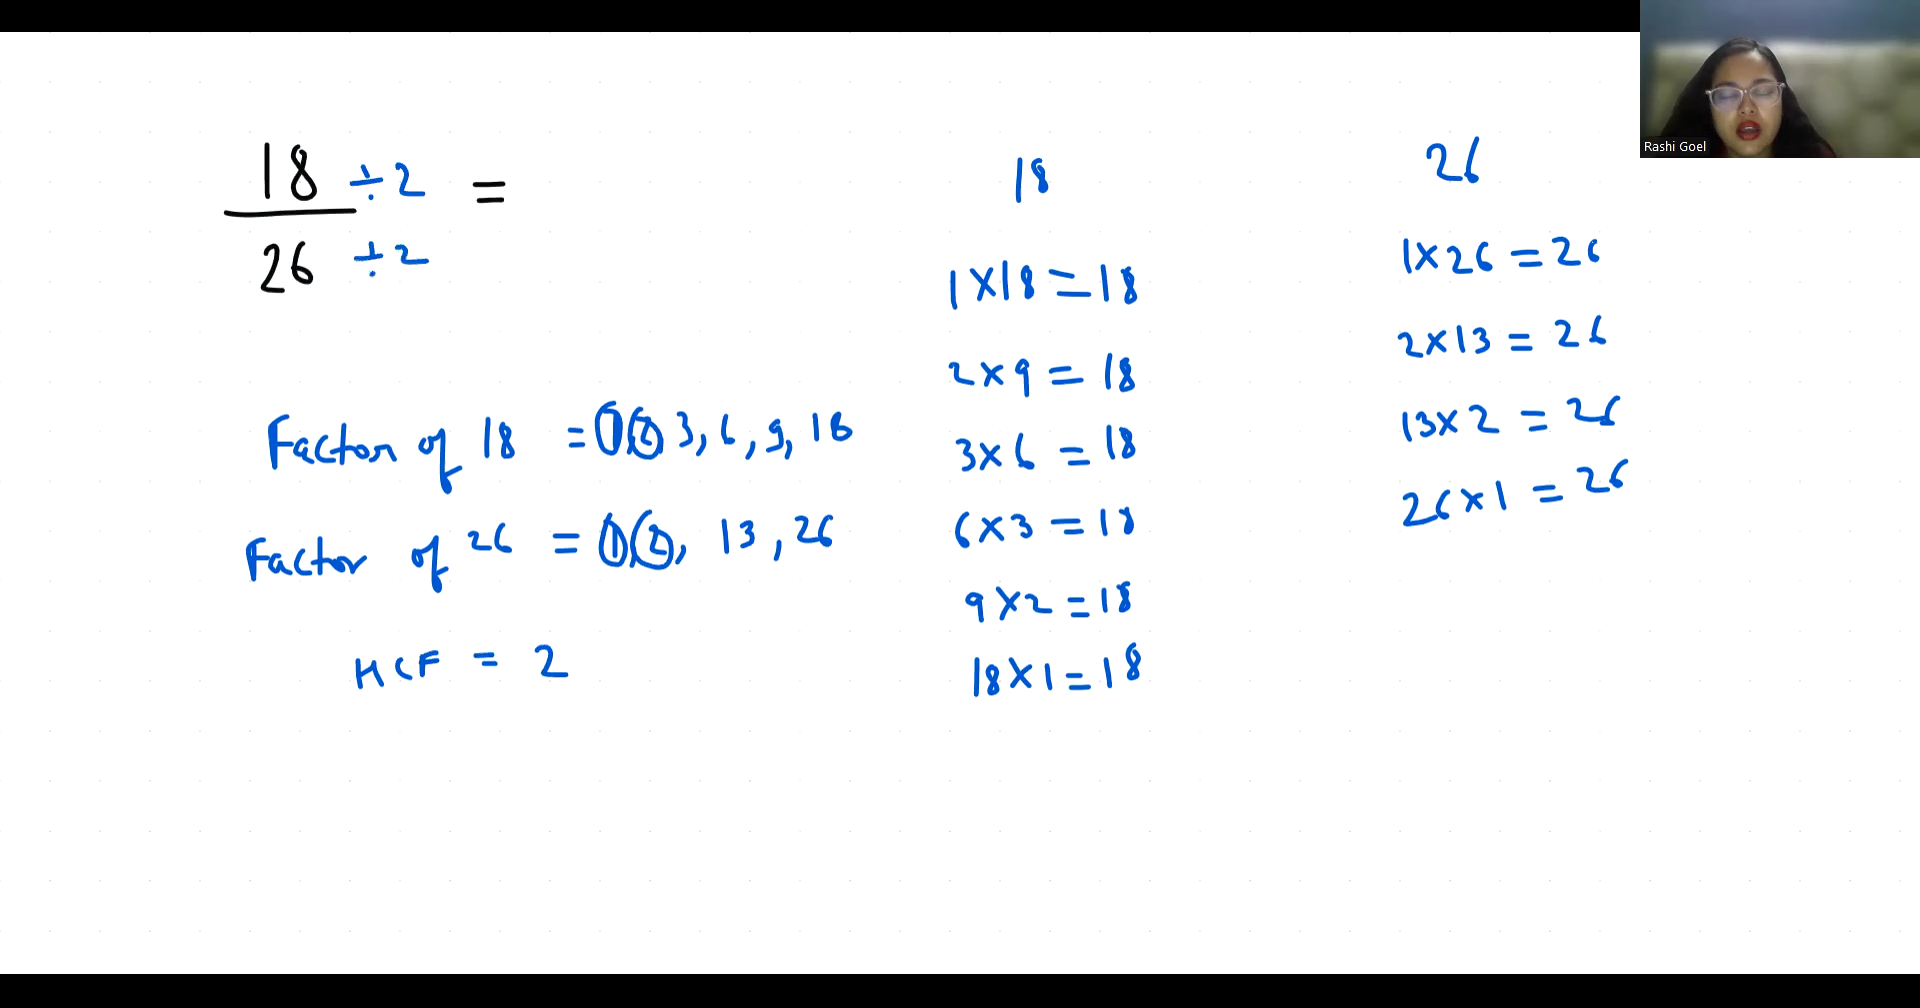 18 ÷2 =
26 ÷2
Factor of 18 = 1, 2, 3, 6, 9, 18
Factor of 26 = 1, 2, 13, 26
HCF = 2
18
1×18=18
2×9=18
3×6=18
6×3=18
9×2=18
18×1=18
26
1×26=26
2×13=26
13×2=26
26×1=26
Rashi Goel